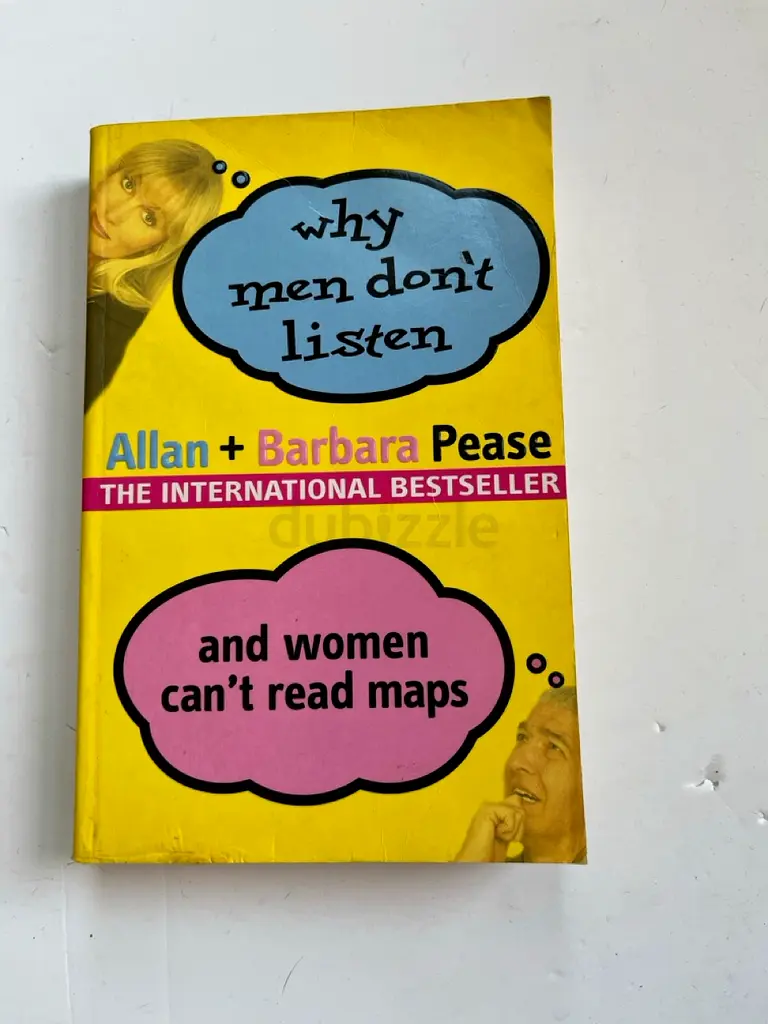 why
men don't
listen
Allan + Barbara Pease
THE INTERNATIONAL BESTSELLER
dubizzle
and women
can't read maps